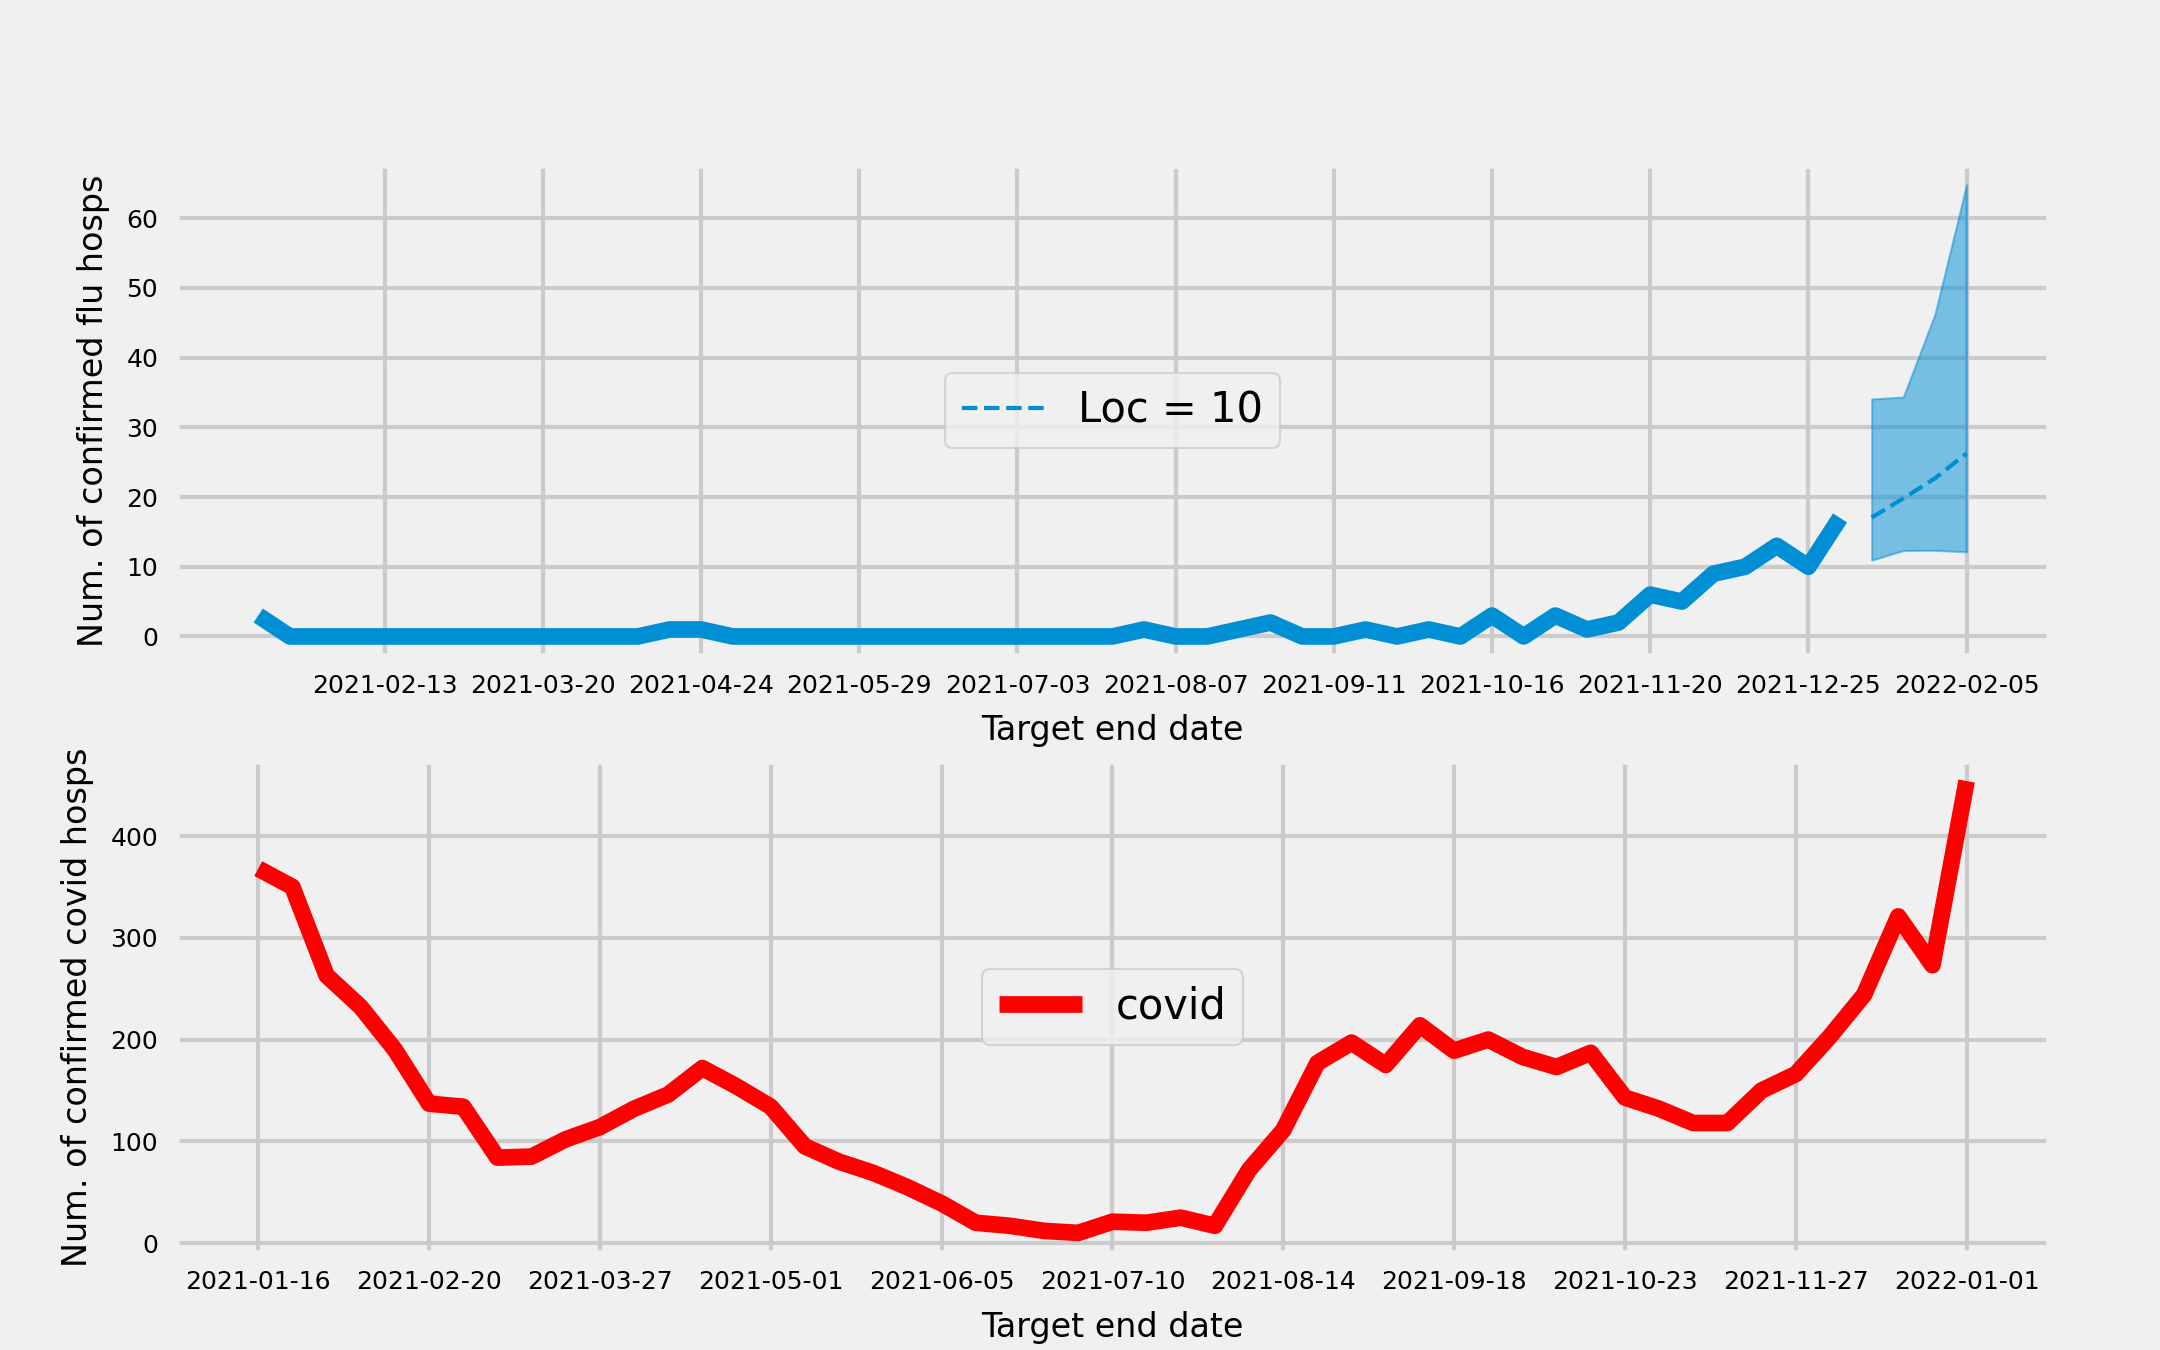 Num. of confirmed flu hosps
60
50
40
30
20
10
0
Loc = 10
2021-02-13 2021-03-20 2021-04-24 2021-05-29 2021-07-03 2021-08-07 2021-09-11 2021-10-16 2021-11-20 2021-12-25 2022-02-05
Target end date
Num. of confirmed covid hosps
400
300
200
100
0
covid
2021-01-16 2021-02-20 2021-03-27 2021-05-01 2021-06-05 2021-07-10 2021-08-14 2021-09-18 2021-10-23 2021-11-27 2022-01-01
Target end date